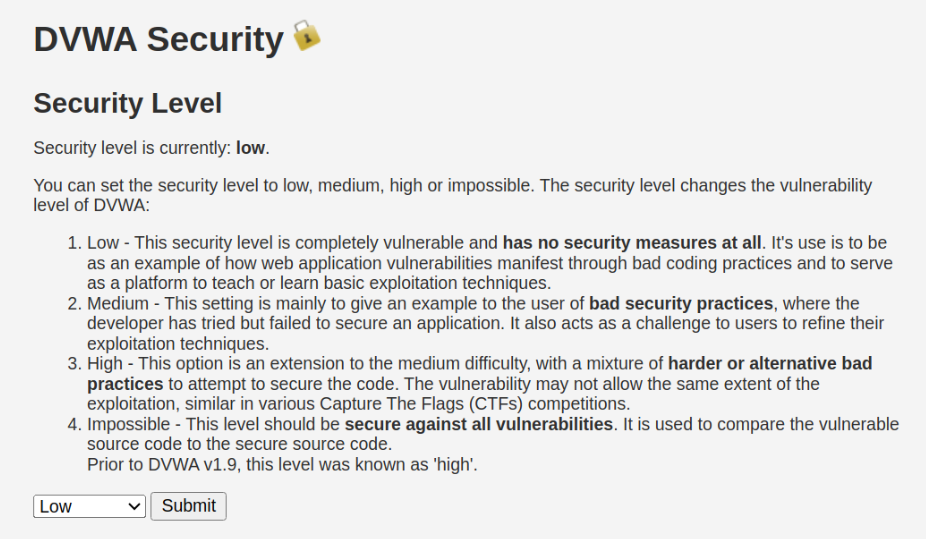 DVWA Security
Security Level
Security level is currently: low.
You can set the security level to low, medium, high or impossible. The security level changes the vulnerability
level of DVWA:
1. Low - This security level is completely vulnerable and has no security measures at all. It's use is to be
as an example of how web application vulnerabilities manifest through bad coding practices and to serve
as a platform to teach or learn basic exploitation techniques.
2. Medium - This setting is mainly to give an example to the user of bad security practices, where the
developer has tried but failed to secure an application. It also acts as a challenge to users to refine their
exploitation techniques.
3. High - This option is an extension to the medium difficulty, with a mixture of harder or alternative bad
practices to attempt to secure the code. The vulnerability may not allow the same extent of the
exploitation, similar in various Capture The Flags (CTFs) competitions.
4. Impossible - This level should be secure against all vulnerabilities. It is used to compare the vulnerable
source code to the secure source code.
Prior to DVWA v1.9, this level was known as 'high'.
Low Submit